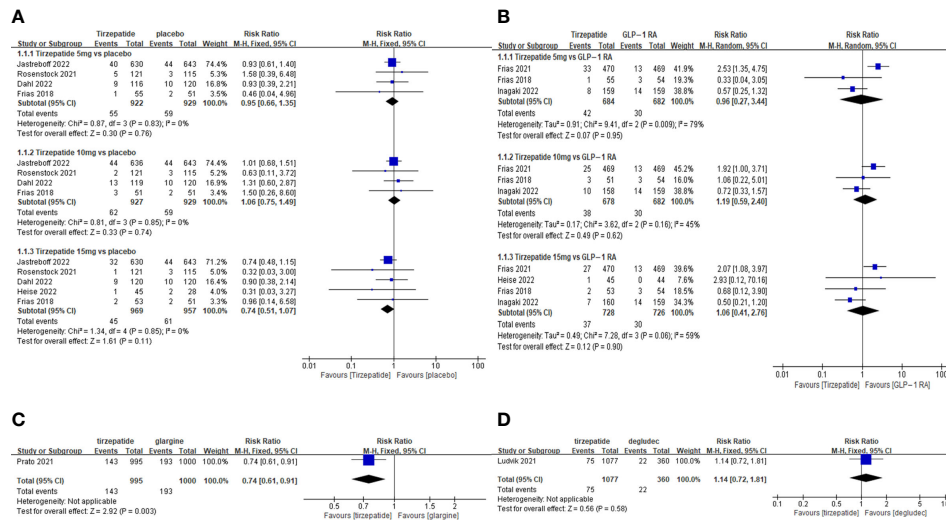 A
Tirzepatide placebo Risk Ratio Risk Ratio
Study or Subgroup Events Total Events Total Weight M-H, Fixed, 95% CI M-H, Fixed, 95% CI
1.1.1 Tirzepatide 5mg vs placebo
Jastreboff 2022 40 630 44 643 74.4% 0.93 [0.61, 1.40]
Rosenstock 2021 5 121 3 115 5.2% 1.58 [0.39, 6.48]
Dahl 2022 9 116 10 120 16.8% 0.93 [0.39, 2.21]
Frias 2018 1 55 2 51 3.5% 0.46 [0.04, 4.96]
Subtotal (95% CI) 922 929 100.0% 0.95 [0.66, 1.35]
Total events 55 59
Heterogeneity: Chi² = 0.87, df = 3 (P = 0.83); I² = 0%
Test for overall effect: Z = 0.30 (P = 0.76)
1.1.2 Tirzepatide 10mg vs placebo
Jastreboff 2022 44 636 44 643 74.2% 1.01 [0.68, 1.51]
Rosenstock 2021 2 121 3 115 5.2% 0.63 [0.11, 3.72]
Dahl 2022 13 119 10 120 16.9% 1.31 [0.60, 2.87]
Frias 2018 3 51 2 51 3.4% 1.50 [0.26, 8.60]
Subtotal (95% CI) 927 929 100.0% 1.06 [0.75, 1.49]
Total events 62 59
Heterogeneity: Chi² = 0.81, df = 3 (P = 0.85); I² = 0%
Test for overall effect: Z = 0.33 (P = 0.74)
1.1.3 Tirzepatide 15mg vs placebo
Jastreboff 2022 32 630 44 643 71.2% 0.74 [0.48, 1.15]
Rosenstock 2021 1 121 3 115 5.0% 0.32 [0.03, 3.00]
Dahl 2022 9 120 10 120 16.4% 0.90 [0.38, 2.14]
Heise 2022 1 45 2 28 4.0% 0.31 [0.03, 3.27]
Frias 2018 2 53 2 51 3.3% 0.96 [0.14, 6.58]
Subtotal (95% CI) 969 957 100.0% 0.74 [0.51, 1.07]
Total events 45 61
Heterogeneity: Chi² = 1.34, df = 4 (P = 0.85); I² = 0%
Test for overall effect: Z = 1.61 (P = 0.11)
0.01 0.1 1 10 100
Favours [Tirzepatide] Favours [placebo]
B
Tirzepatide GLP-1 RA Risk Ratio Risk Ratio
Study or Subgroup Events Total Events Total Weight M-H, Random, 95% CI M-H, Random, 95% CI
1.1.1 Tirzepatide 5mg vs GLP-1 RA
Frias 2021 33 470 13 469 41.9% 2.53 [1.35, 4.75]
Frias 2018 1 55 3 54 0.33 [0.04, 3.05]
Inagaki 2022 8 159 14 159 0.57 [0.25, 1.32]
Subtotal (95% CI) 684 682 100.0% 0.96 [0.27, 3.44]
Total events 42 30
Heterogeneity: Tau² = 0.91; Chi² = 9.41, df = 2 (P = 0.009); I² = 79%
Test for overall effect: Z = 0.07 (P = 0.95)
1.1.2 Tirzepatide 10mg vs GLP-1 RA
Frias 2021 25 469 13 469 45.2% 1.92 [1.00, 3.71]
Frias 2018 3 51 3 54 1.06 [0.22, 5.01]
Inagaki 2022 10 158 14 159 38.8% 0.72 [0.33, 1.57]
Subtotal (95% CI) 678 682 100.0% 1.19 [0.59, 2.40]
Total events 38 30
Heterogeneity: Tau² = 0.17; Chi² = 3.62, df = 2 (P = 0.16); I² = 45%
Test for overall effect: Z = 0.49 (P = 0.62)
1.1.3 Tirzepatide 15mg vs GLP-1 RA
Frias 2021 27 470 13 469 39.6% 2.07 [1.08, 3.97]
Heise 2022 1 45 0 44 7.6% 2.93 [0.12, 70.16]
Frias 2018 2 53 3 54 0.68 [0.12, 3.90]
Inagaki 2022 7 160 14 159 0.50 [0.21, 1.20]
Subtotal (95% CI) 728 726 100.0% 1.06 [0.41, 2.76]
Total events 37 30
Heterogeneity: Tau² = 0.49; Chi² = 7.28, df = 3 (P = 0.06); I² = 59%
Test for overall effect: Z = 0.12 (P = 0.90)
0.01 0.1 1 10 100
Favours [Tirzepatide] Favours [GLP-1 RA]
C
tirzepatide glargine Risk Ratio Risk Ratio
Study or Subgroup Events Total Events Total Weight M-H, Fixed, 95% CI M-H, Fixed, 95% CI
Prato 2021 143 995 193 1000 100.0% 0.74 [0.61, 0.91]
Total (95% CI) 995 1000 100.0% 0.74 [0.61, 0.91]
Total events 143 193
Heterogeneity: Not applicable
Test for overall effect: Z = 2.92 (P = 0.003)
0.1 0.2 0.5 1 2 5 10
Favours [tirzepatide] Favours [glargine]
D
tirzepatide degludec Risk Ratio Risk Ratio
Study or Subgroup Events Total Events Total Weight M-H, Fixed, 95% CI M-H, Fixed, 95% CI
Ludvik 2021 75 1077 22 360 100.0% 1.14 [0.72, 1.81]
Total (95% CI) 1077 360 100.0% 1.14 [0.72, 1.81]
Total events 75 22
Heterogeneity: Not applicable
Test for overall effect: Z = 0.56 (P = 0.58)
0.1 0.2 0.5 1 2 5 10
Favours [tirzepatide] Favours [degludec]